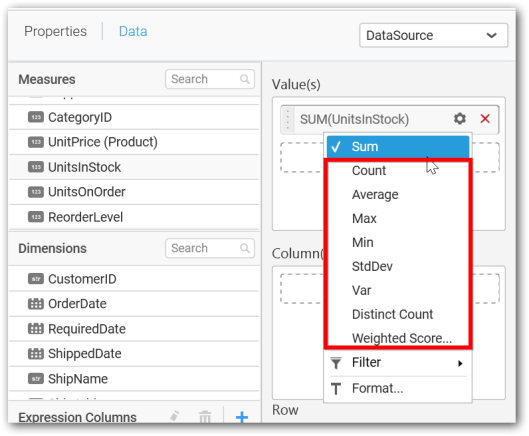 Properties
Data
DataSource
Measures
Search
123 CategoryID
123 UnitPrice (Product)
123 UnitsInStock
123 UnitsOnOrder
123 ReorderLevel
Dimensions
Search
str CustomerID
OrderDate
RequiredDate
ShippedDate
str ShipName
Expression Columns
Value(s)
SUM(UnitsInStock)
Sum
Count
Average
Max
Min
StdDev
Var
Distinct Count
Weighted Score...
Filter
Format...
Column(
Row